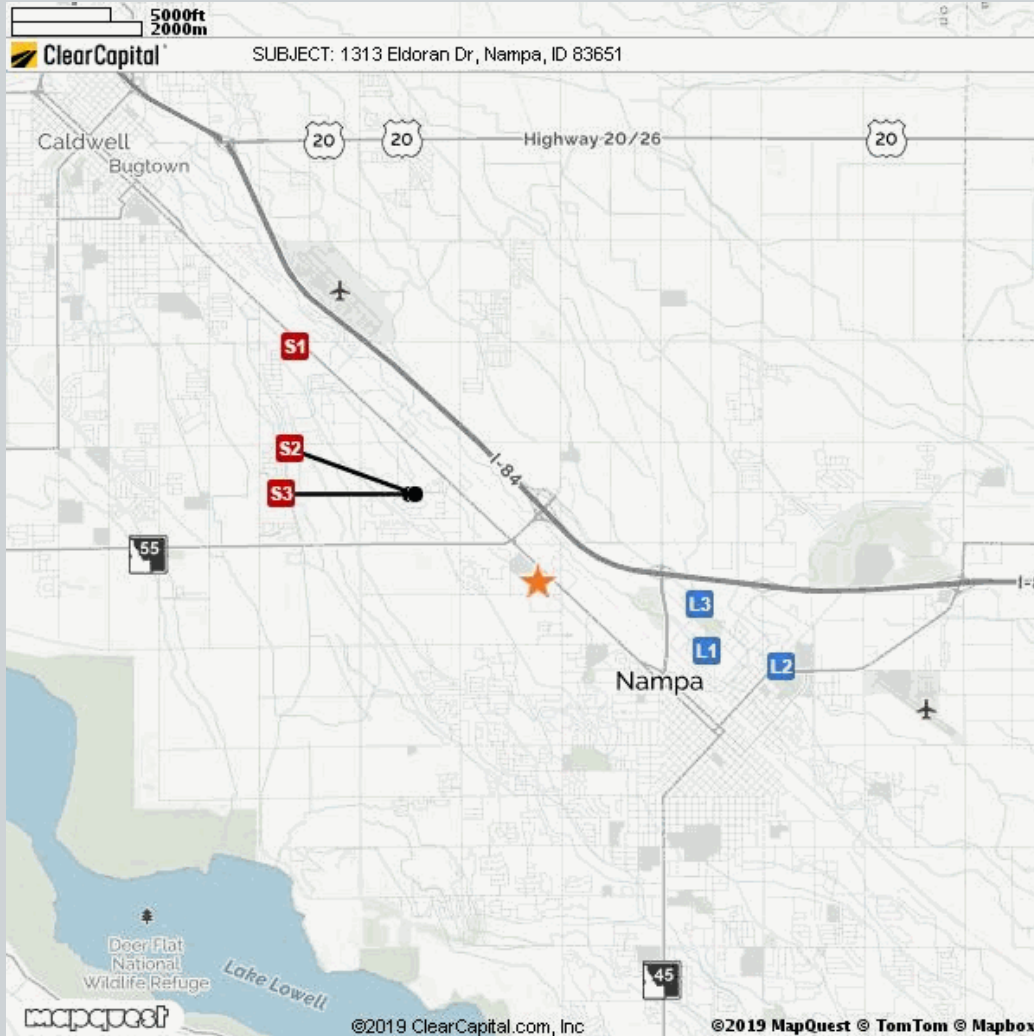 5000ft
2000m
ClearCapital
SUBJECT: 1313 Eldoran Dr, Nampa, ID 83651
20
20
Highway 20/26
20
Caldwell
Bugtown
S1
S2
I-84
S3
55
L3
L1
L2
Nampa
Deer Flat
National
Wildlife Refuge
Lake Lowell
45
mapquest
©2019 ClearCapital.com, Inc
©2019 MapQuest © TomTom © Mapbox